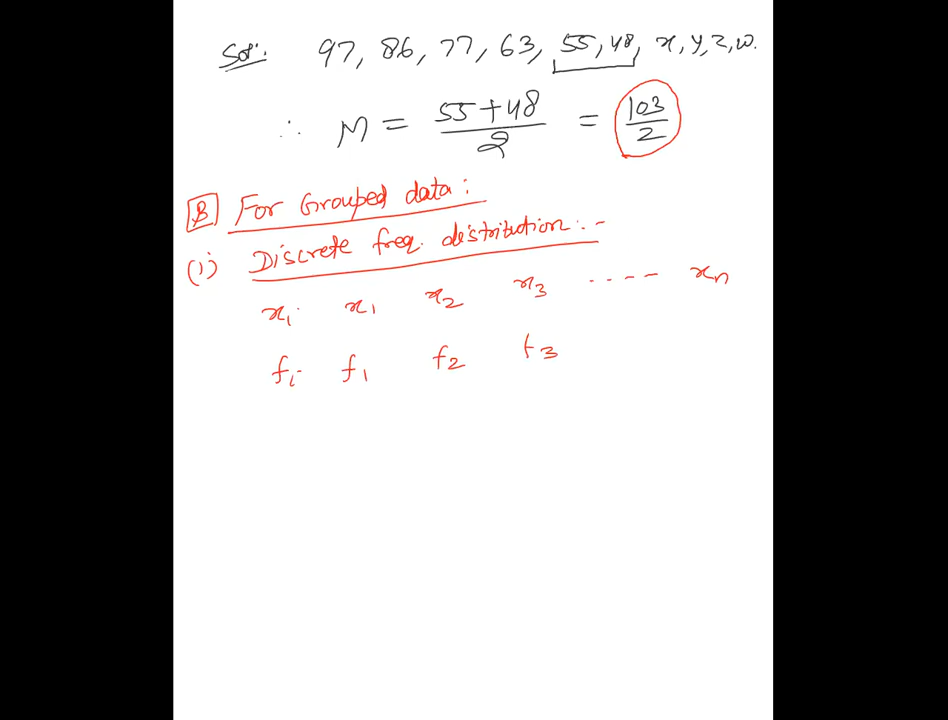 Sol: 97, 86, 77, 63, 55, 48, x, y, z, w.
∴ M = 55+48/2 = 103/2
B For Grouped data:
(i) Discrete freq. distribution:-
xi x1 x2 x3 ---- xn
fi f1 f2 f3